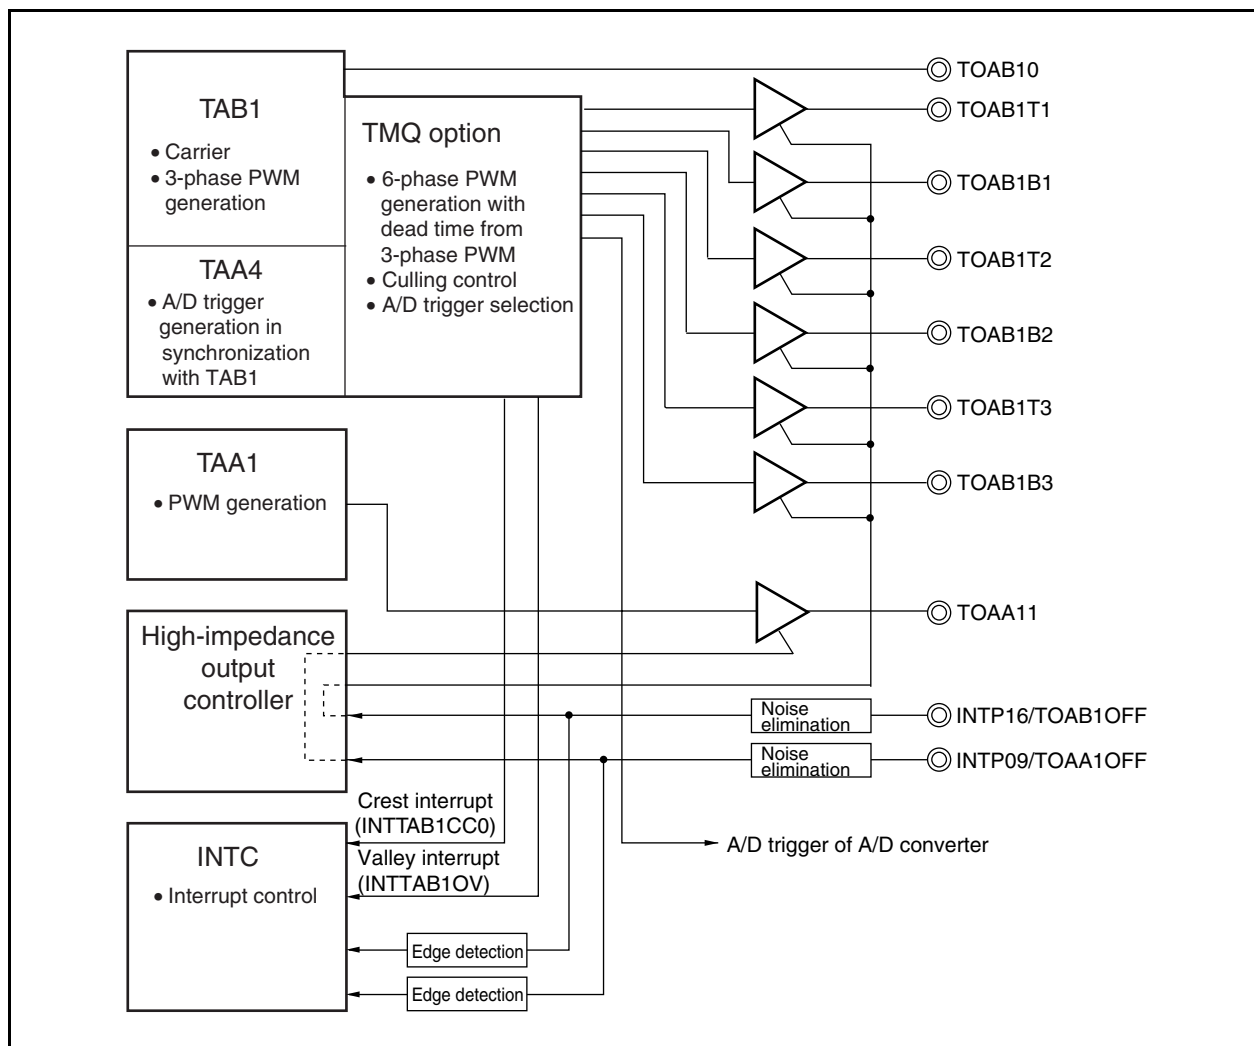 TAB1
• Carrier
• 3-phase PWM
generation
TAA4
• A/D trigger
generation in
synchronization
with TAB1
TMQ option
• 6-phase PWM
generation with
dead time from
3-phase PWM
• Culling control
• A/D trigger selection
TOAB10
TOAB1T1
TOAB1B1
TOAB1T2
TOAB1B2
TOAB1T3
TOAB1B3
TAA1
• PWM generation
TOAA11
High-impedance
output
controller
Noise
elimination
INTP16/TOAB1OFF
Noise
elimination
INTP09/TOAA1OFF
Crest interrupt
(INTTAB1CC0)
Valley interrupt
(INTTAB1OV)
A/D trigger of A/D converter
INTC
• Interrupt control
Edge detection
Edge detection